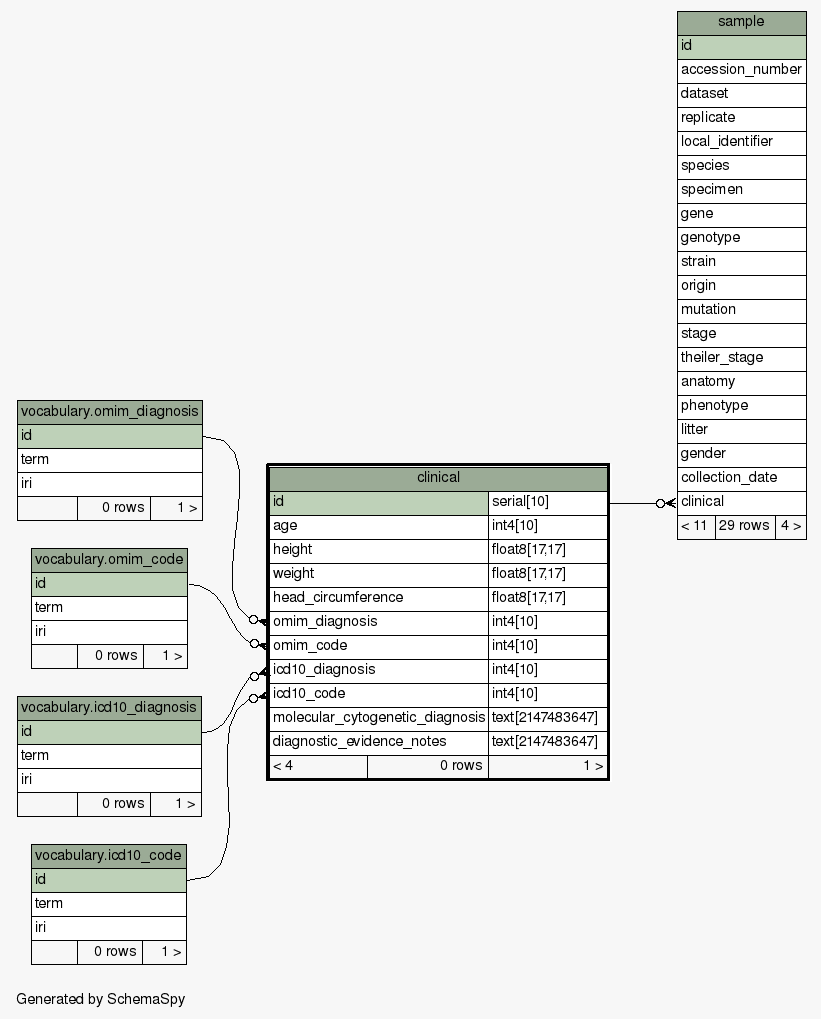 sample
id
accession_number
dataset
replicate
local_identifier
species
specimen
gene
genotype
strain
origin
mutation
stage
theiler_stage
anatomy
phenotype
litter
gender
collection_date
clinical
< 11 29 rows 4 >
vocabulary.omim_diagnosis
id
term
iri
0 rows 1 >
vocabulary.omim_code
id
term
iri
0 rows 1 >
vocabulary.icd10_diagnosis
id
term
iri
0 rows 1 >
vocabulary.icd10_code
id
term
iri
0 rows 1 >
clinical
id serial[10]
age int4[10]
height float8[17,17]
weight float8[17,17]
head_circumference float8[17,17]
omim_diagnosis int4[10]
omim_code int4[10]
icd10_diagnosis int4[10]
icd10_code int4[10]
molecular_cytogenetic_diagnosis text[2147483647]
diagnostic_evidence_notes text[2147483647]
< 4 0 rows 1 >
Generated by SchemaSpy